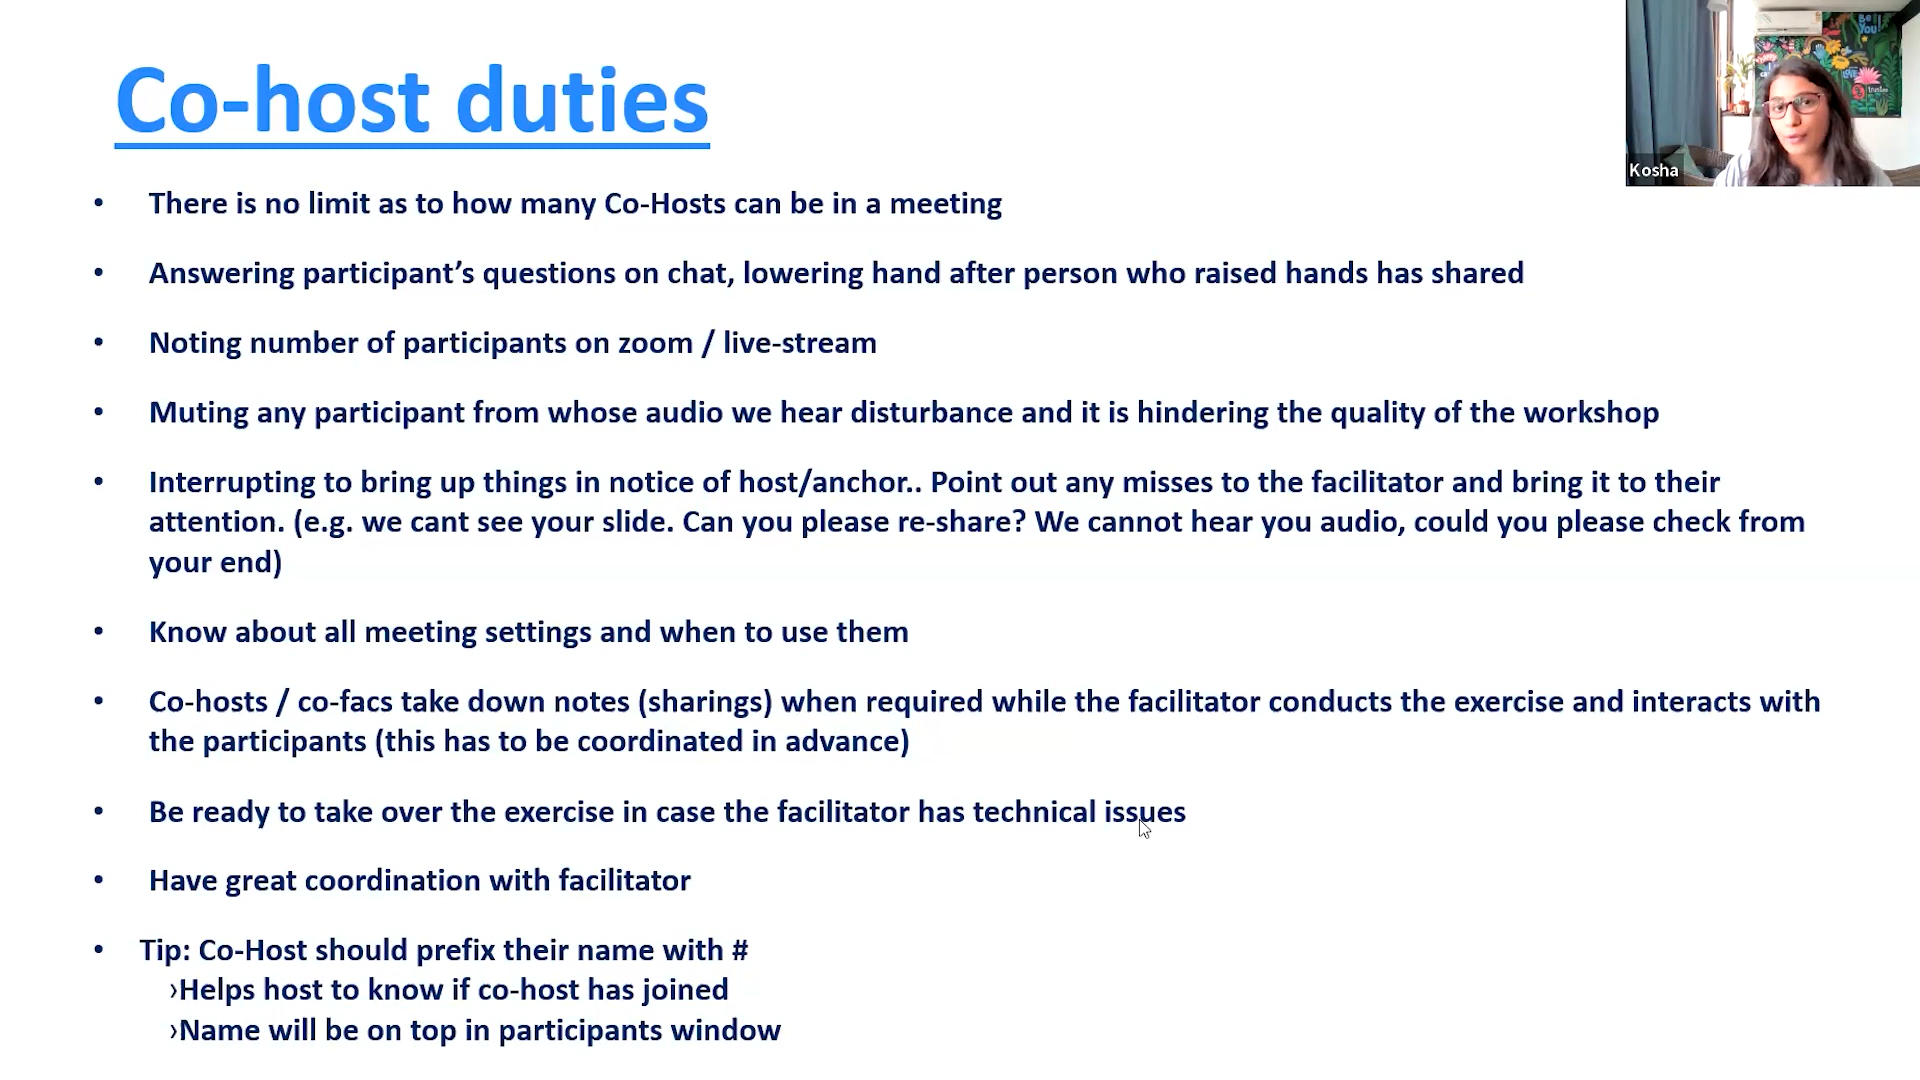 Co-host duties
• There is no limit as to how many Co-Hosts can be in a meeting
• Answering participant’s questions on chat, lowering hand after person who raised hands has shared
• Noting number of participants on zoom / live-stream
• Muting any participant from whose audio we hear disturbance and it is hindering the quality of the workshop
• Interrupting to bring up things in notice of host/anchor.. Point out any misses to the facilitator and bring it to their
attention. (e.g. we cant see your slide. Can you please re-share? We cannot hear you audio, could you please check from
your end)
• Know about all meeting settings and when to use them
• Co-hosts / co-facs take down notes (sharings) when required while the facilitator conducts the exercise and interacts with
the participants (this has to be coordinated in advance)
• Be ready to take over the exercise in case the facilitator has technical issues
• Have great coordination with facilitator
• Tip: Co-Host should prefix their name with #
›Helps host to know if co-host has joined
›Name will be on top in participants window
Kosha
Be
You!